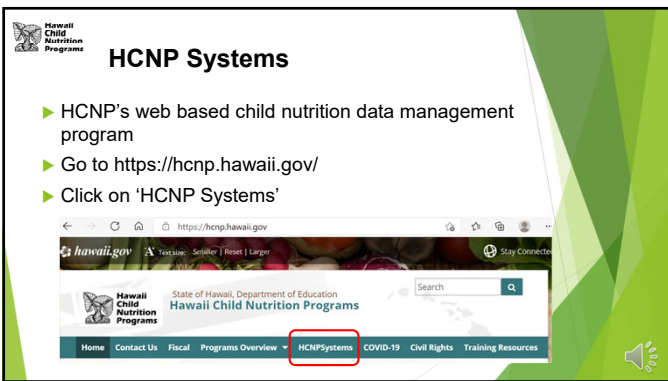 Hawaii
Child
Nutrition
Programs
HCNP Systems
HCNP's web based child nutrition data management
program
Go to https://hcnp.hawaii.gov/
Click on ‘HCNP Systems’
https://hcnp.hawaii.gov
hawaii.gov Text size: Smaller | Reset | Larger Stay Connected
Hawaii
Child
Nutrition
Programs
State of Hawaii, Department of Education
Hawaii Child Nutrition Programs
Search
Home Contact Us Fiscal Programs Overview HCNPSystems COVID-19 Civil Rights Training Resources